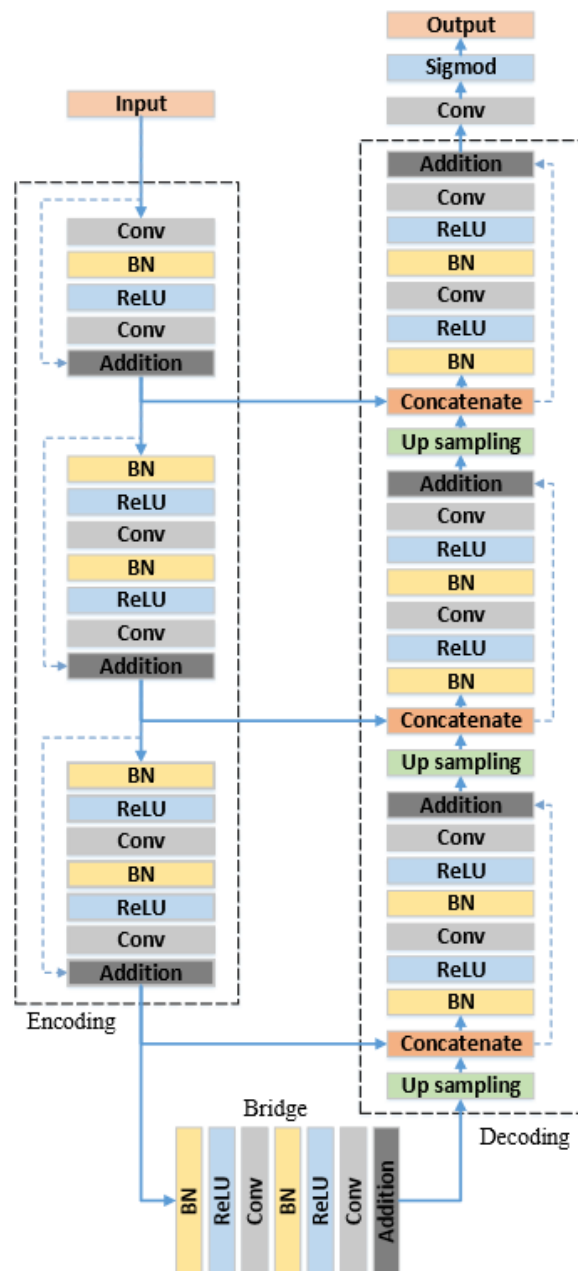 Input
Conv
BN
ReLU
Conv
Addition
BN
ReLU
Conv
BN
ReLU
Conv
Addition
BN
ReLU
Conv
BN
ReLU
Conv
Addition
Encoding
Bridge
BN
ReLU
Conv
BN
ReLU
Conv
Addition
Output
Sigmod
Conv
Addition
Conv
ReLU
BN
Conv
ReLU
BN
Concatenate
Up sampling
Addition
Conv
ReLU
BN
Conv
ReLU
BN
Concatenate
Up sampling
Addition
Conv
ReLU
BN
Conv
ReLU
BN
Concatenate
Up sampling
Decoding